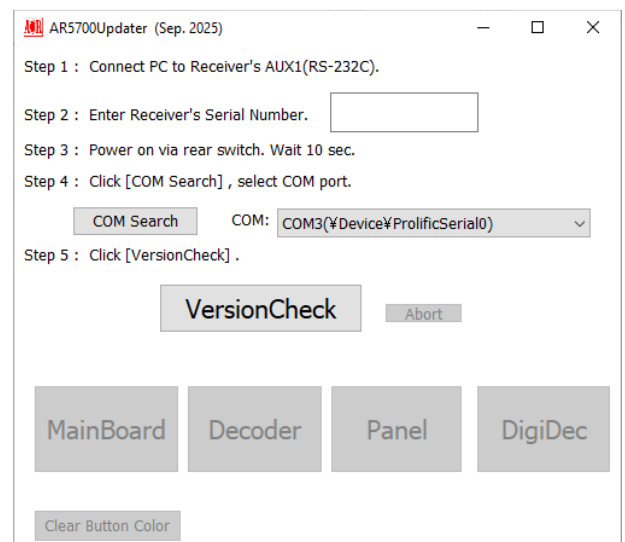 AOR AR5700Updater (Sep. 2025)
Step 1 : Connect PC to Receiver's AUX1(RS-232C).
Step 2 : Enter Receiver's Serial Number.
Step 3 : Power on via rear switch. Wait 10 sec.
Step 4 : Click [COM Search] , select COM port.
COM Search COM: COM3(¥Device¥ProlificSerial0)
Step 5 : Click [VersionCheck] .
VersionCheck Abort
MainBoard Decoder Panel DigiDec
Clear Button Color